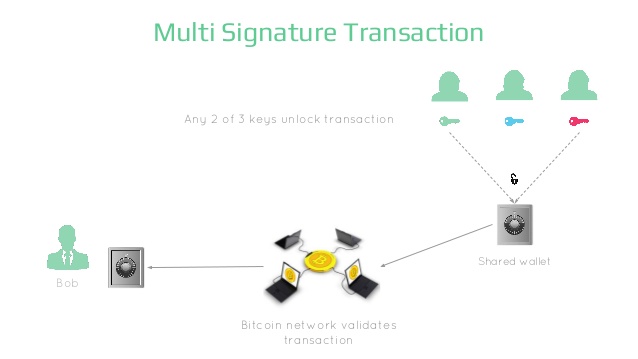 Multi Signature Transaction
Any 2 of 3 keys unlock transaction
Shared wallet
Bob
Bitcoin network validates
transaction